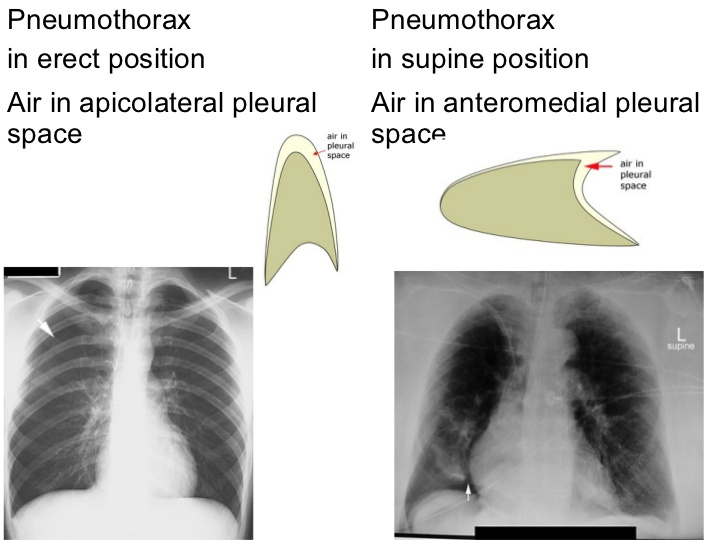 Pneumothorax
in erect position
Air in apicolateral pleural
space
air in
pleural
space
L
Pneumothorax
in supine position
Air in anteromedial pleural
space
air in
pleural
space
L
supine